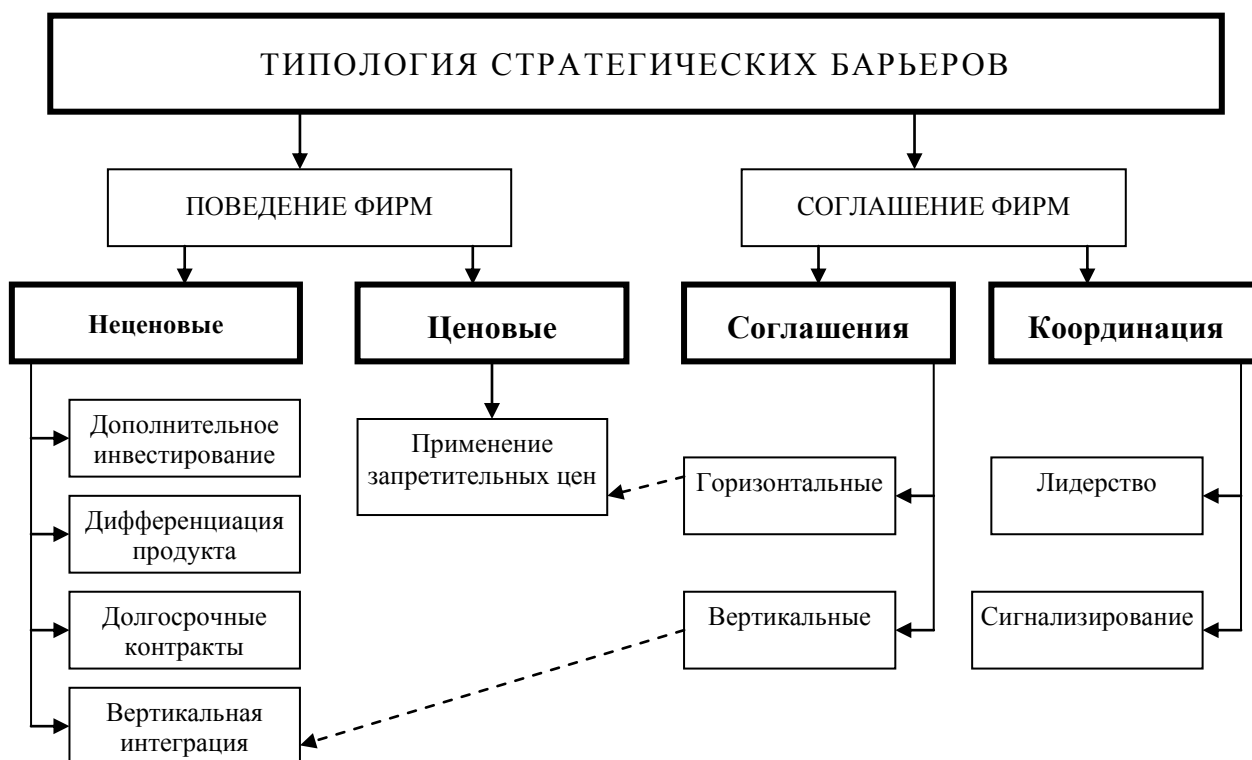 ТИПОЛОГИЯ СТРАТЕГИЧЕСКИХ БАРЬЕРОВ
ПОВЕДЕНИЕ ФИРМ
СОГЛАШЕНИЕ ФИРМ
Неценовые
Ценовые
Соглашения
Координация
Дополнительное
инвестирование
Дифференциация
продукта
Долгосрочные
контракты
Вертикальная
интеграция
Применение
запретительных цен
Горизонтальные
Вертикальные
Лидерство
Сигнализирование